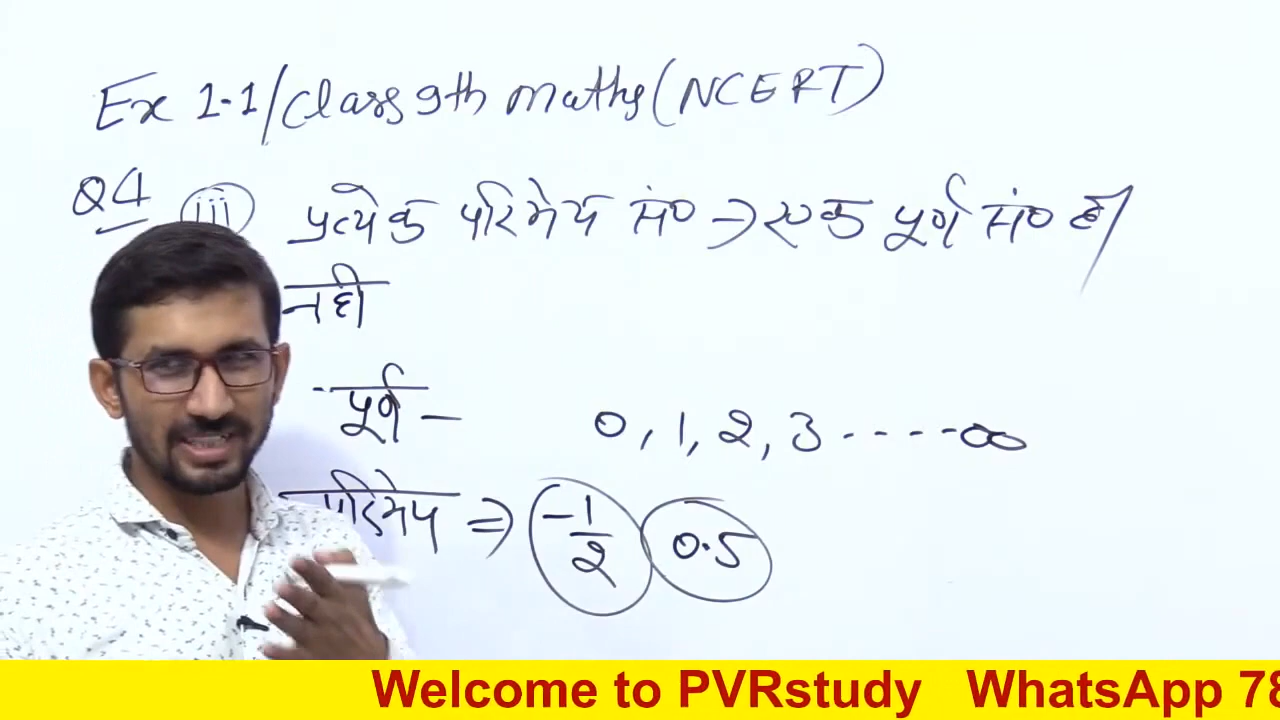 Ex 1.1/Class 9th maths (NCERT)
Q4 (iii) प्रत्येक परिमेय सं० → एक पूर्ण सं० है/
नही
पूर्ण – 0, 1, 2, 3 ----- ∞
परिमेय ⇒ -1/2 0.5
Welcome to PVRstudy WhatsApp 78